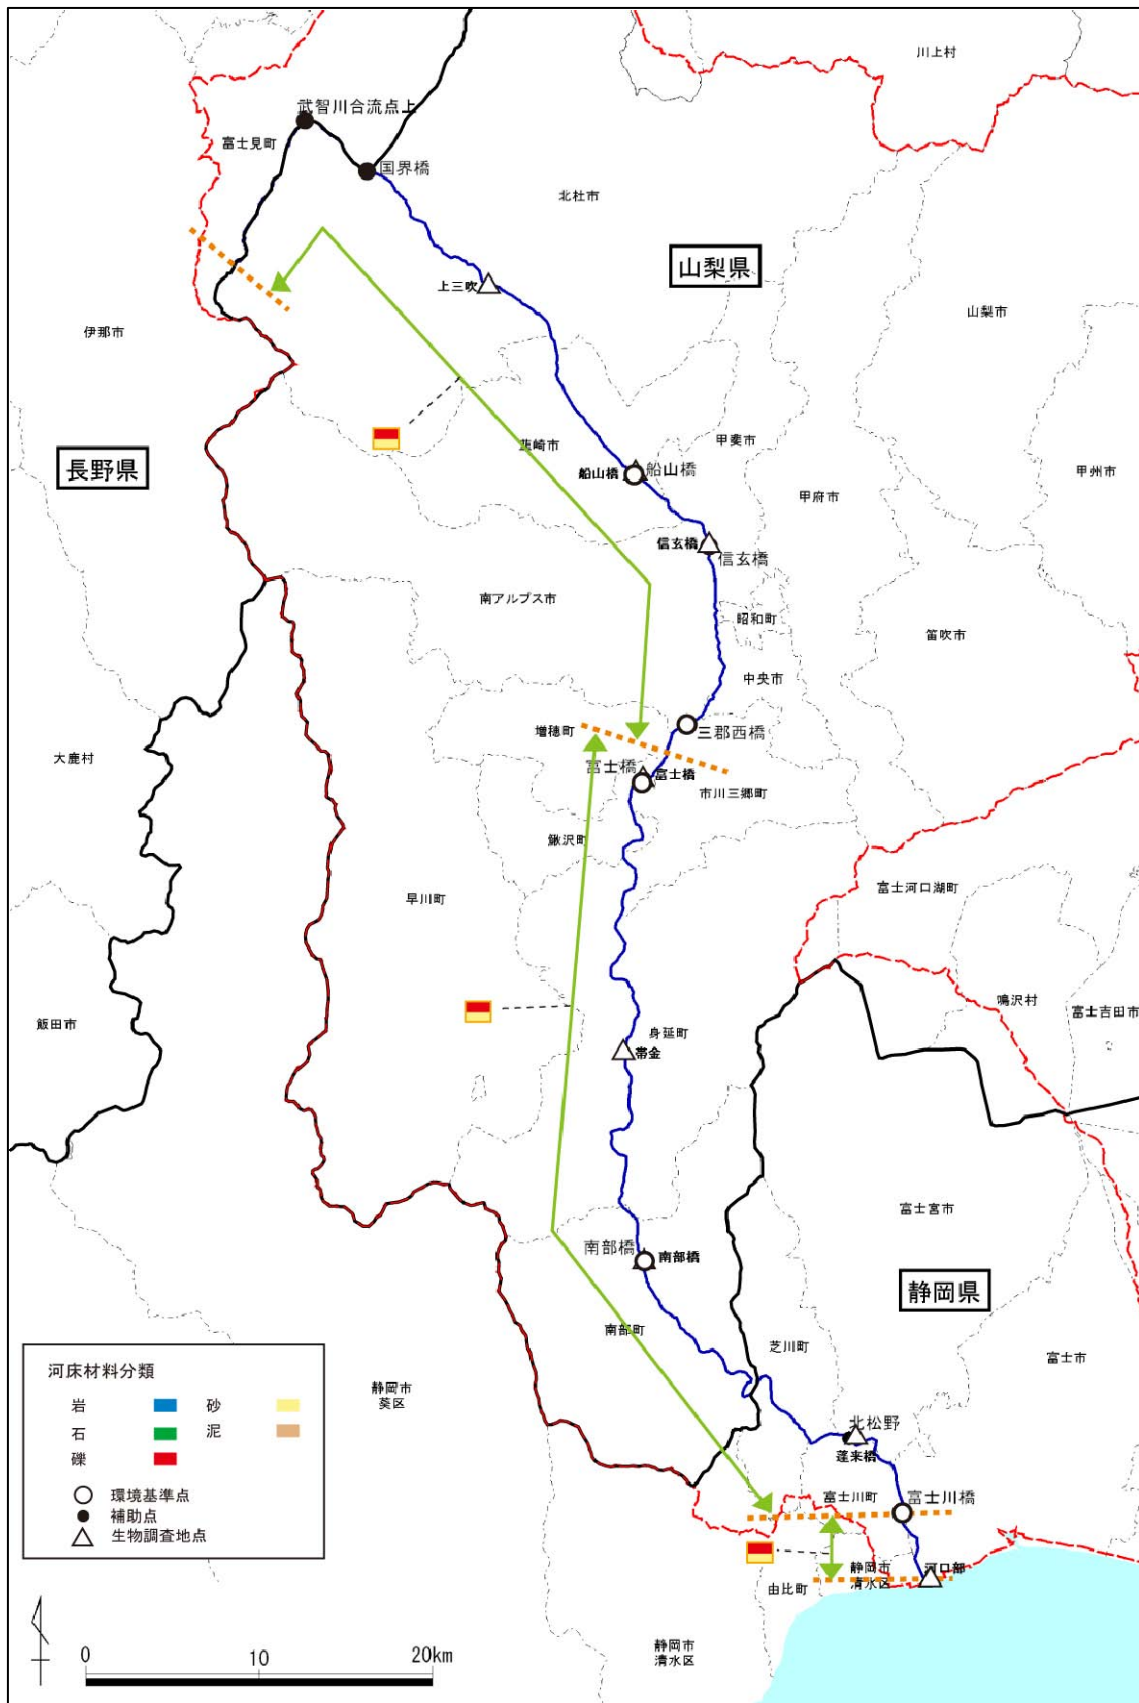 川上村
武智川合流点上
富士見町
国界橋
北杜市
山梨県
上三吹
山梨市
伊那市
韮崎市
甲斐市
長野県
船山橋
船山橋
甲州市
甲府市
信玄橋
信玄橋
南アルプス市
昭和町
笛吹市
中央市
増穂町
三郡西橋
大鹿村
富士橋
富士橋
市川三郷町
鰍沢町
富士河口湖町
早川町
鳴沢村
富士吉田市
飯田市
身延町
帯金
富士宮市
南部橋
南部橋
静岡県
南部町
芝川町
富士市
河床材料分類
岩
砂
石
泥
礫
環境基準点
補助点
生物調査地点
静岡市
葵区
北松野
蓬来橋
富士川町
富士川橋
静岡市
清水区
河口部
由比町
静岡市
清水区
0
10
20km